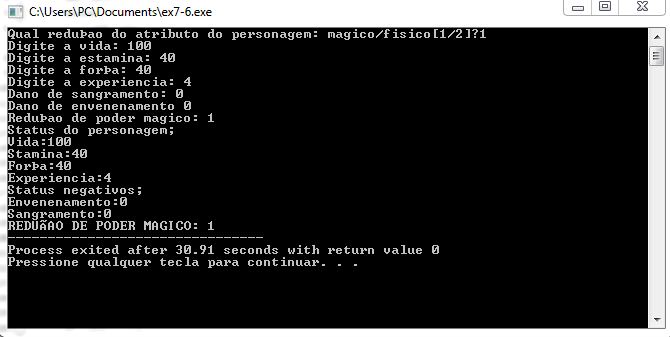 C:\Users\PC\Documents\ex7-6.exe
Qual reduÞao do atributo do personagem: magico/fisico[1/2]?1
Digite a vida: 100
Digite a estamina: 40
Digite a forÞa: 40
Digite a experiencia: 4
Dano de sangramento: 0
Dano de envenenamento 0
ReduÞao de poder magico: 1
Status do personagem;
Vida:100
Stamina:40
ForÞa:40
Experiencia:4
Status negativos;
Envenenamento:0
Sangramento:0
REDUãAO DE PODER MAGICO: 1
--------------------------------
Process exited after 30.91 seconds with return value 0
Pressione qualquer tecla para continuar. . .